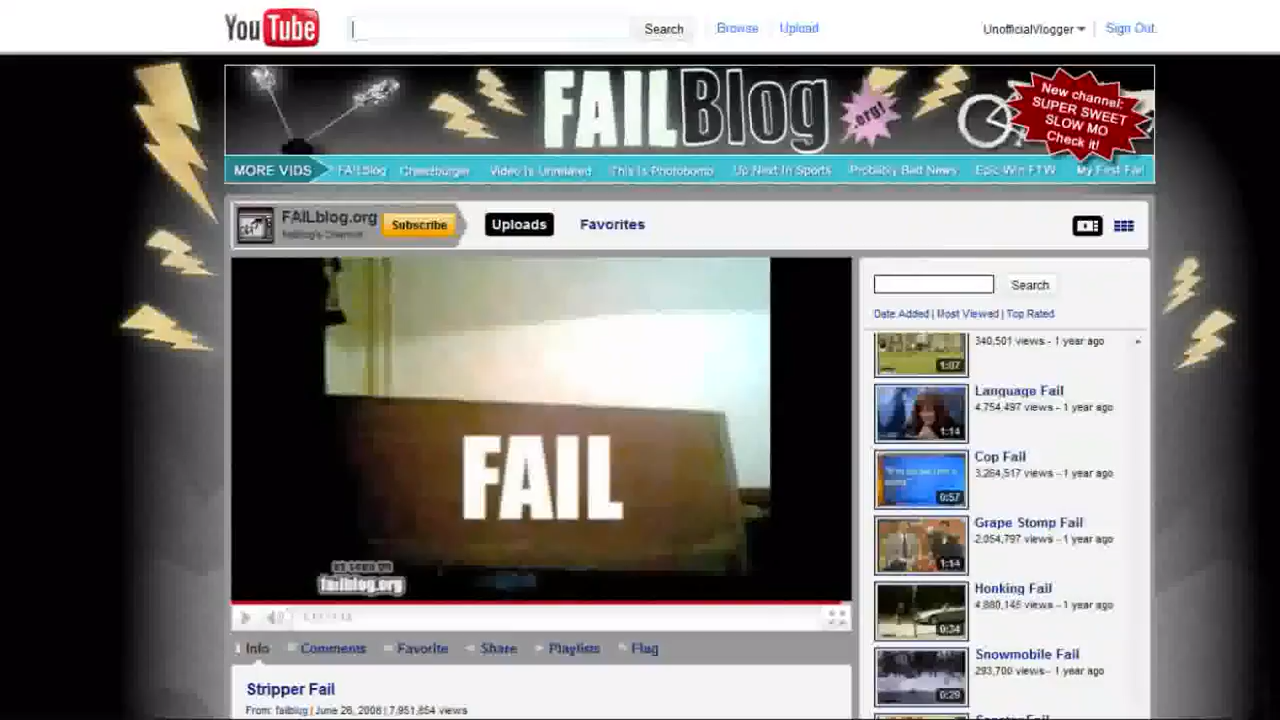 YouTube
Search
Browse
Upload
UnofficialVlogger
Sign Out
FAILBlog
.org!
New channel:
SUPER SWEET
SLOW MO
Check it!
MORE VIDS
FAILBlog
Cheezburger
Video Is Unrelated
This Is Photobomb
Up Next In Sports
Probably Bad News
Epic Win FTW
My First Fail
FAILblog.org
failblog's Channel
Subscribe
Uploads
Favorites
Search
Date Added | Most Viewed | Top Rated
340,501 views - 1 year ago
1:07
Language Fail
4,754,497 views - 1 year ago
1:14
Cop Fail
3,264,517 views - 1 year ago
0:57
Grape Stomp Fail
2,054,797 views - 1 year ago
1:14
Honking Fail
4,880,145 views - 1 year ago
0:34
Snowmobile Fail
293,700 views - 1 year ago
0:29
FAIL
as seen on
failblog.org
Info
Comments
Favorite
Share
Playlists
Flag
Stripper Fail
From: failblog | June 26, 2008 | 7,951,854 views